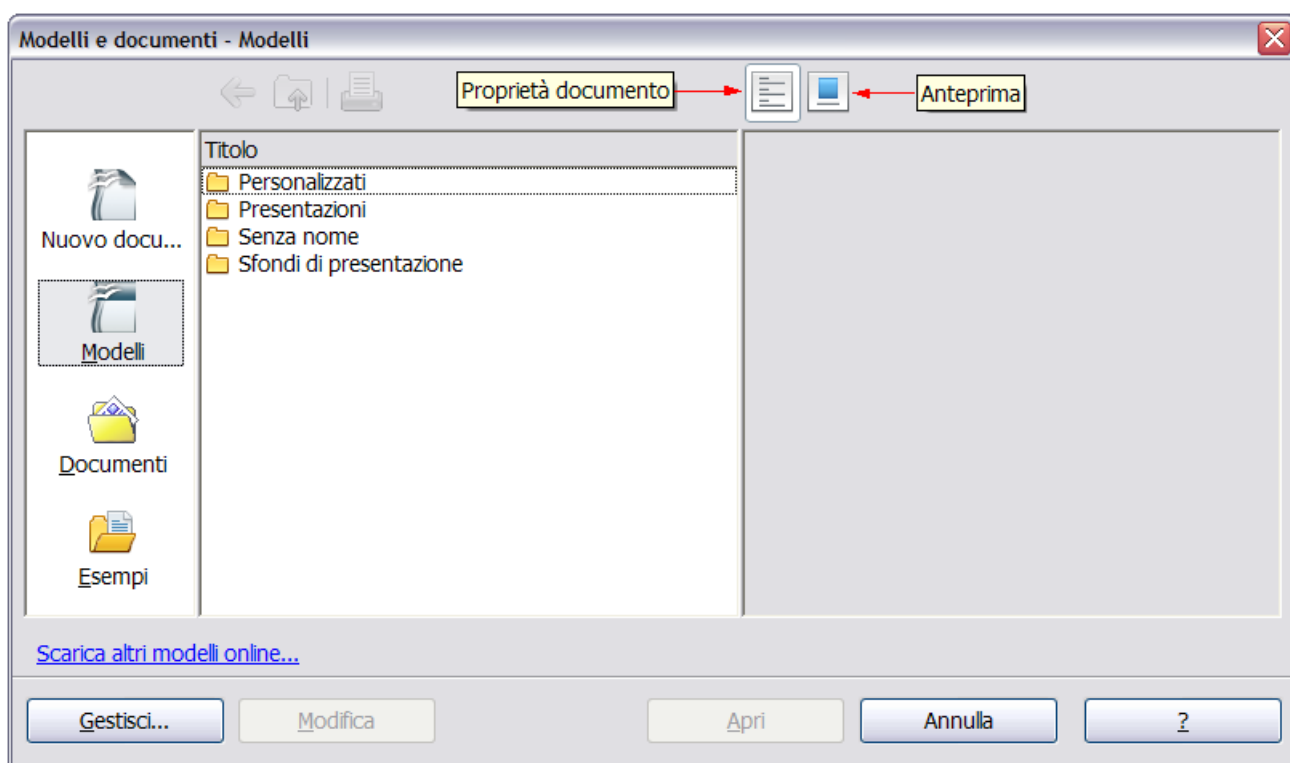 Modelli e documenti - Modelli
Proprietà documento
Anteprima
Nuovo docu...
Modelli
Documenti
Esempi
Titolo
Personalizzati
Presentazioni
Senza nome
Sfondi di presentazione
Scarica altri modelli online...
Gestisci...
Modifica
Apri
Annulla
?